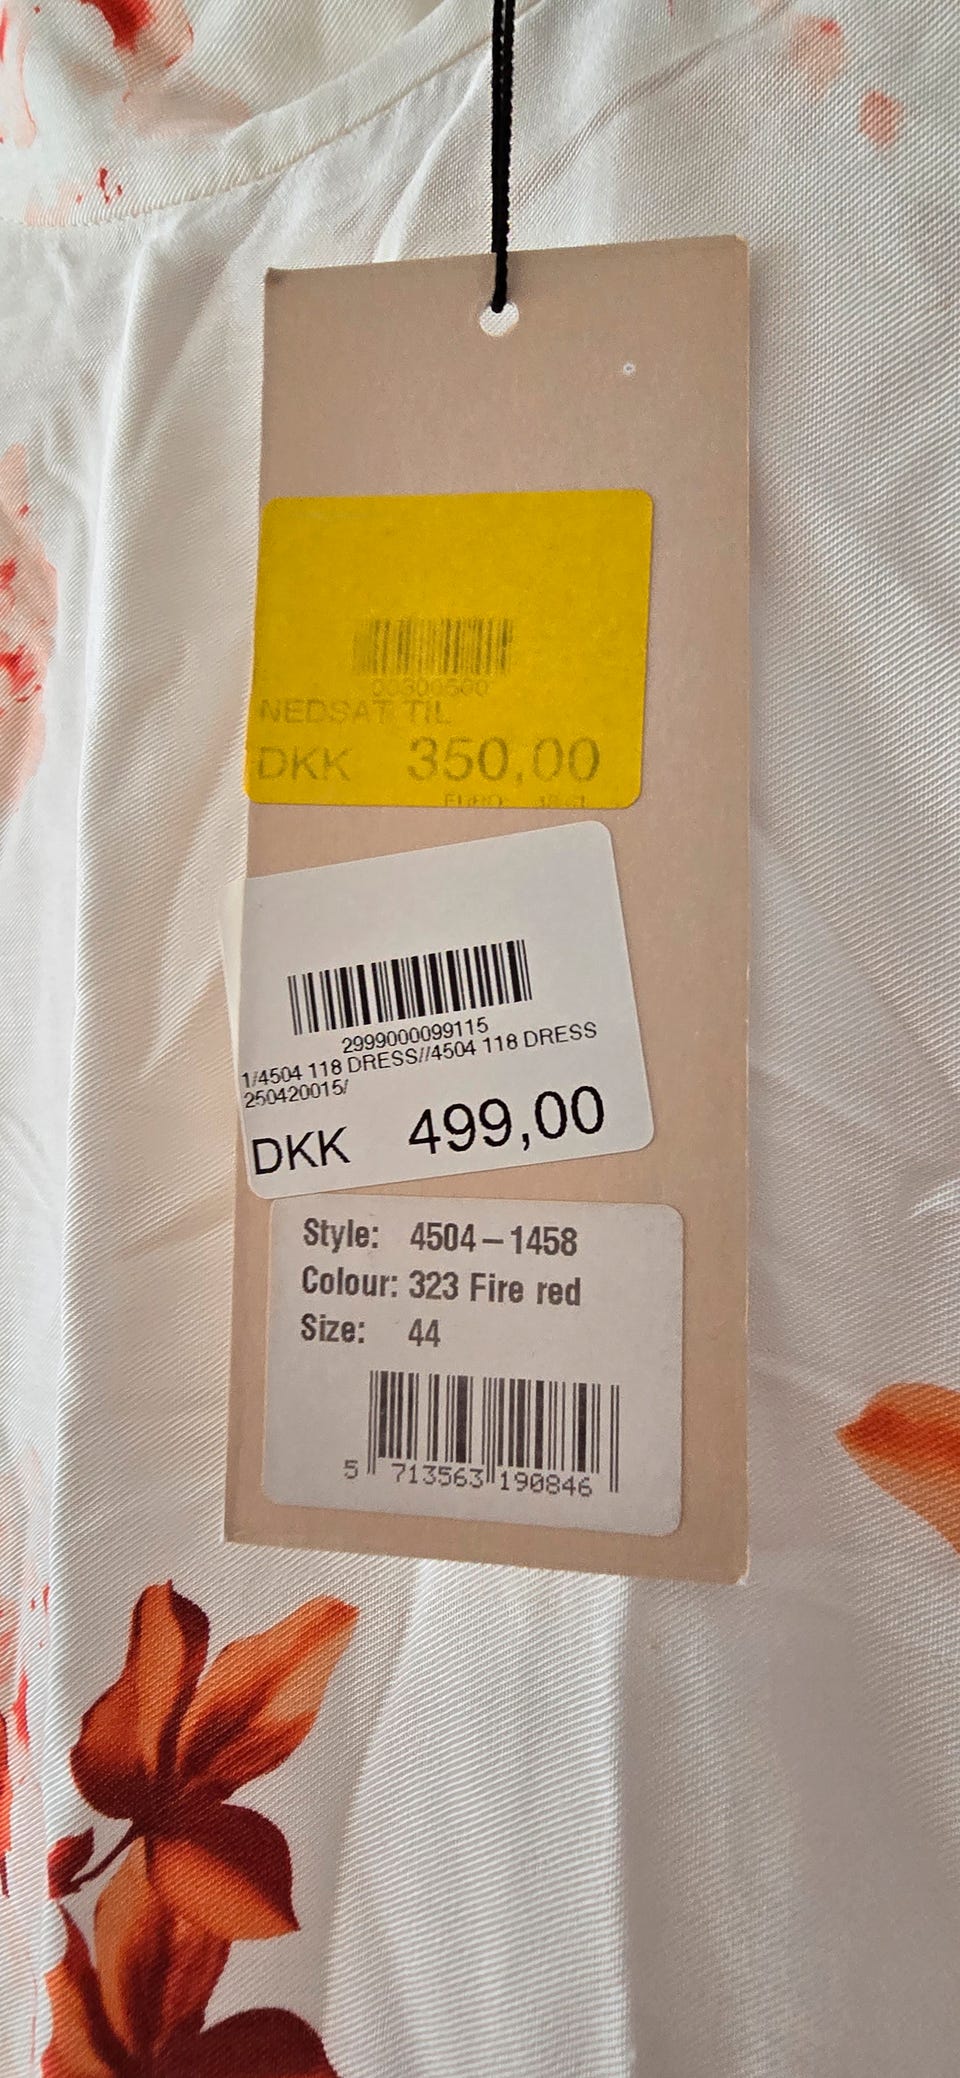 NEDSAT TIL
DKK 350,00
2999000099115
1/4504 118 DRESS//4504 118 DRESS
250420015/
DKK 499,00
Style: 4504-1458
Colour: 323 Fire red
Size: 44
5 713563 190846